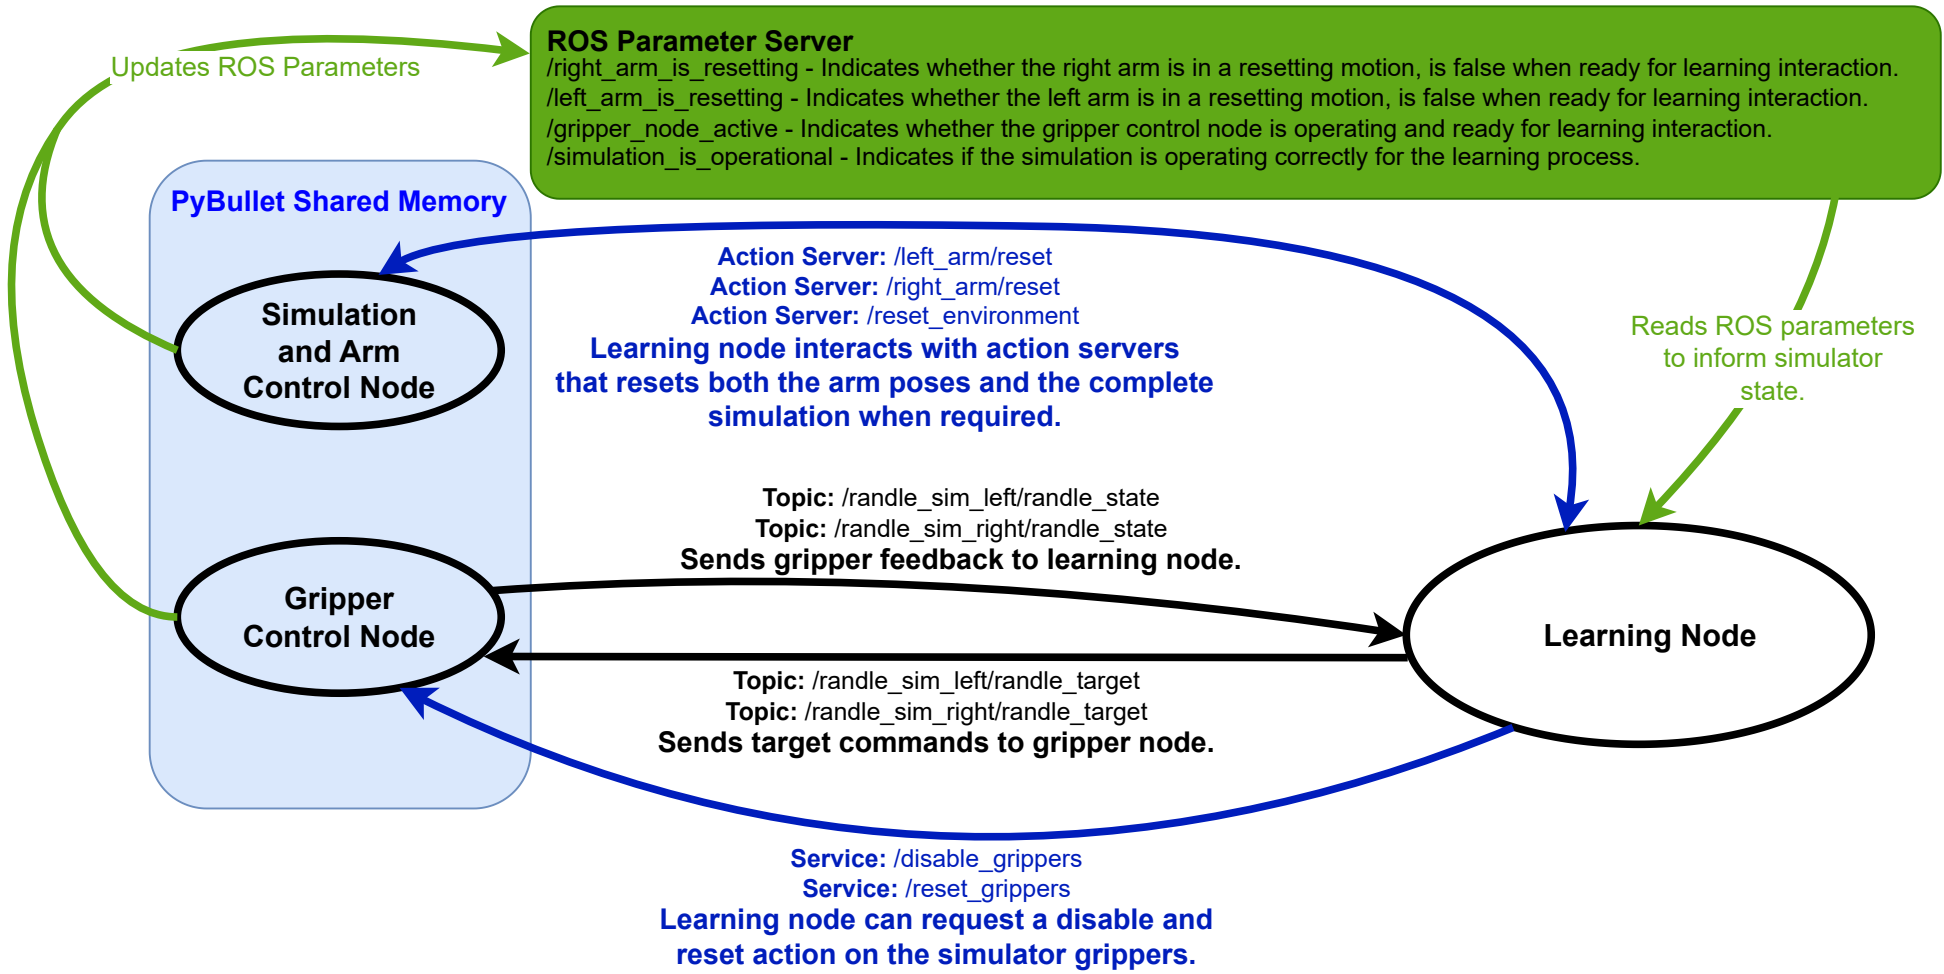 ROS Parameter Server
/right_arm_is_resetting - Indicates whether the right arm is in a resetting motion, is false when ready for learning interaction.
/left_arm_is_resetting - Indicates whether the left arm is in a resetting motion, is false when ready for learning interaction.
/gripper_node_active - Indicates whether the gripper control node is operating and ready for learning interaction.
/simulation_is_operational - Indicates if the simulation is operating correctly for the learning process.
Updates ROS Parameters
PyBullet Shared Memory
Simulation
and Arm
Control Node
Action Server: /left_arm/reset
Action Server: /right_arm/reset
Action Server: /reset_environment
Learning node interacts with action servers
that resets both the arm poses and the complete
simulation when required.
Reads ROS parameters
to inform simulator
state.
Topic: /randle_sim_left/randle_state
Topic: /randle_sim_right/randle_state
Sends gripper feedback to learning node.
Gripper
Control Node
Learning Node
Topic: /randle_sim_left/randle_target
Topic: /randle_sim_right/randle_target
Sends target commands to gripper node.
Service: /disable_grippers
Service: /reset_grippers
Learning node can request a disable and
reset action on the simulator grippers.